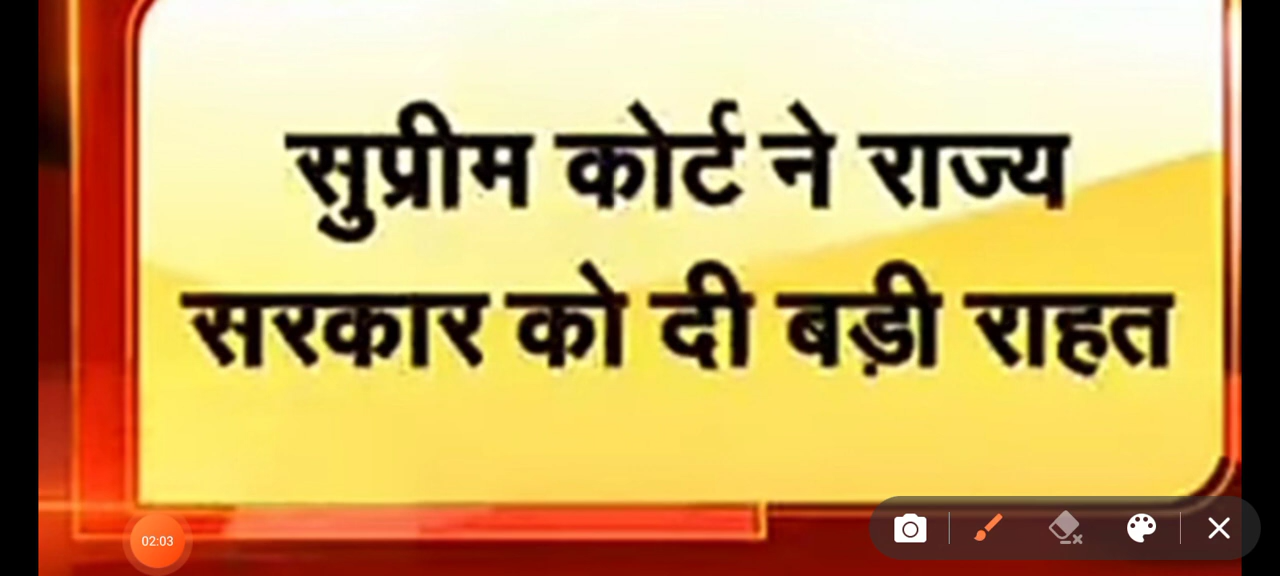 सुप्रीम कोर्ट ने राज्य
सरकार को दी बड़ी राहत
02:03